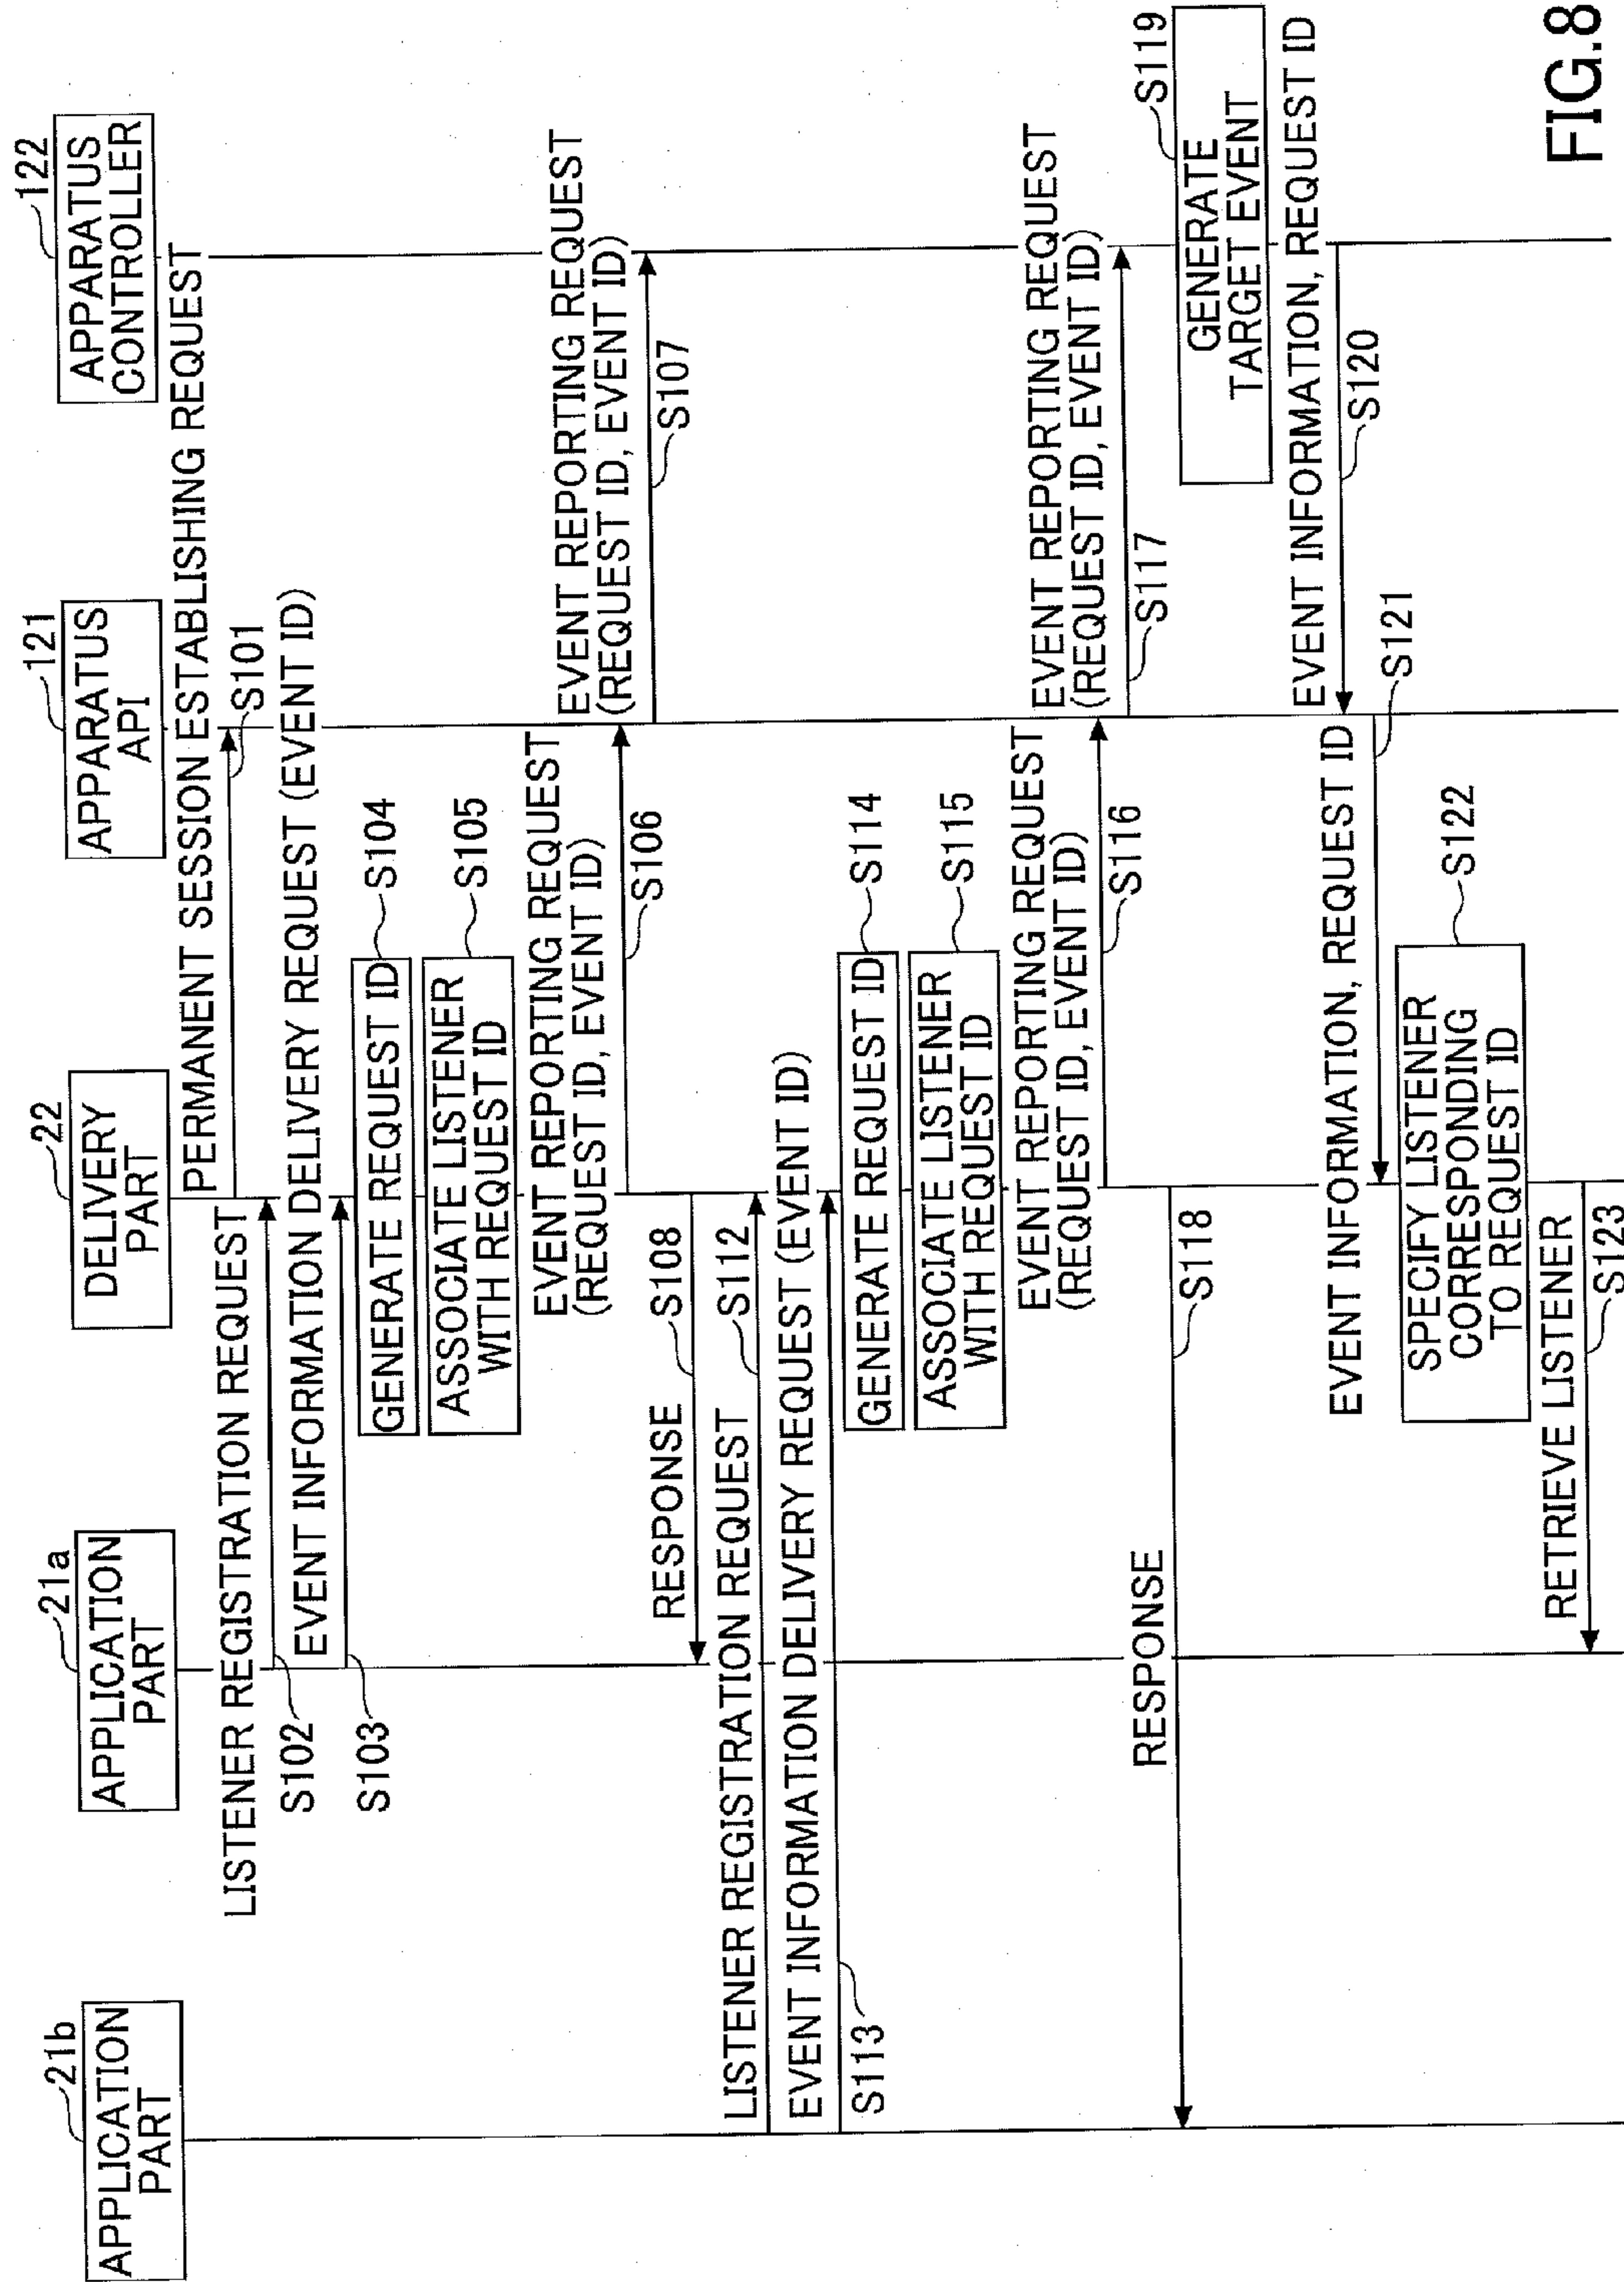 21b
APPLICATION
PART
21a
APPLICATION
PART
22
DELIVERY
PART
121
APPARATUS
API
122
APPARATUS
CONTROLLER
PERMANENT SESSION ESTABLISHING REQUEST
S101
LISTENER REGISTRATION REQUEST
S102
EVENT INFORMATION DELIVERY REQUEST (EVENT ID)
S103
GENERATE REQUEST ID
S104
ASSOCIATE LISTENER
WITH REQUEST ID
S105
EVENT REPORTING REQUEST
(REQUEST ID, EVENT ID)
S106
EVENT REPORTING REQUEST
(REQUEST ID, EVENT ID)
S107
RESPONSE
S108
LISTENER REGISTRATION REQUEST
S112
EVENT INFORMATION DELIVERY REQUEST (EVENT ID)
S113
GENERATE REQUEST ID
S114
ASSOCIATE LISTENER
WITH REQUEST ID
S115
EVENT REPORTING REQUEST
(REQUEST ID, EVENT ID)
S116
EVENT REPORTING REQUEST
(REQUEST ID, EVENT ID)
S117
RESPONSE
S118
GENERATE
TARGET EVENT
S119
EVENT INFORMATION, REQUEST ID
S120
EVENT INFORMATION, REQUEST ID
S121
SPECIFY LISTENER
CORRESPONDING
TO REQUEST ID
S122
RETRIEVE LISTENER
S123
FIG.8